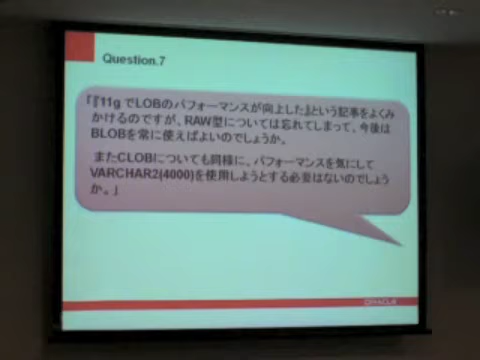 Question.7
「『11g でLOBのパフォーマンスが向上した』という記事をよくみ
かけるのですが、RAW型については忘れてしまって、今後は
BLOBを常に使えばよいのでしょうか。
またCLOBについても同様に、パフォーマンスを気にして
VARCHAR2(4000)を使用しようとする必要はないのでしょう
か。」
ORACLE